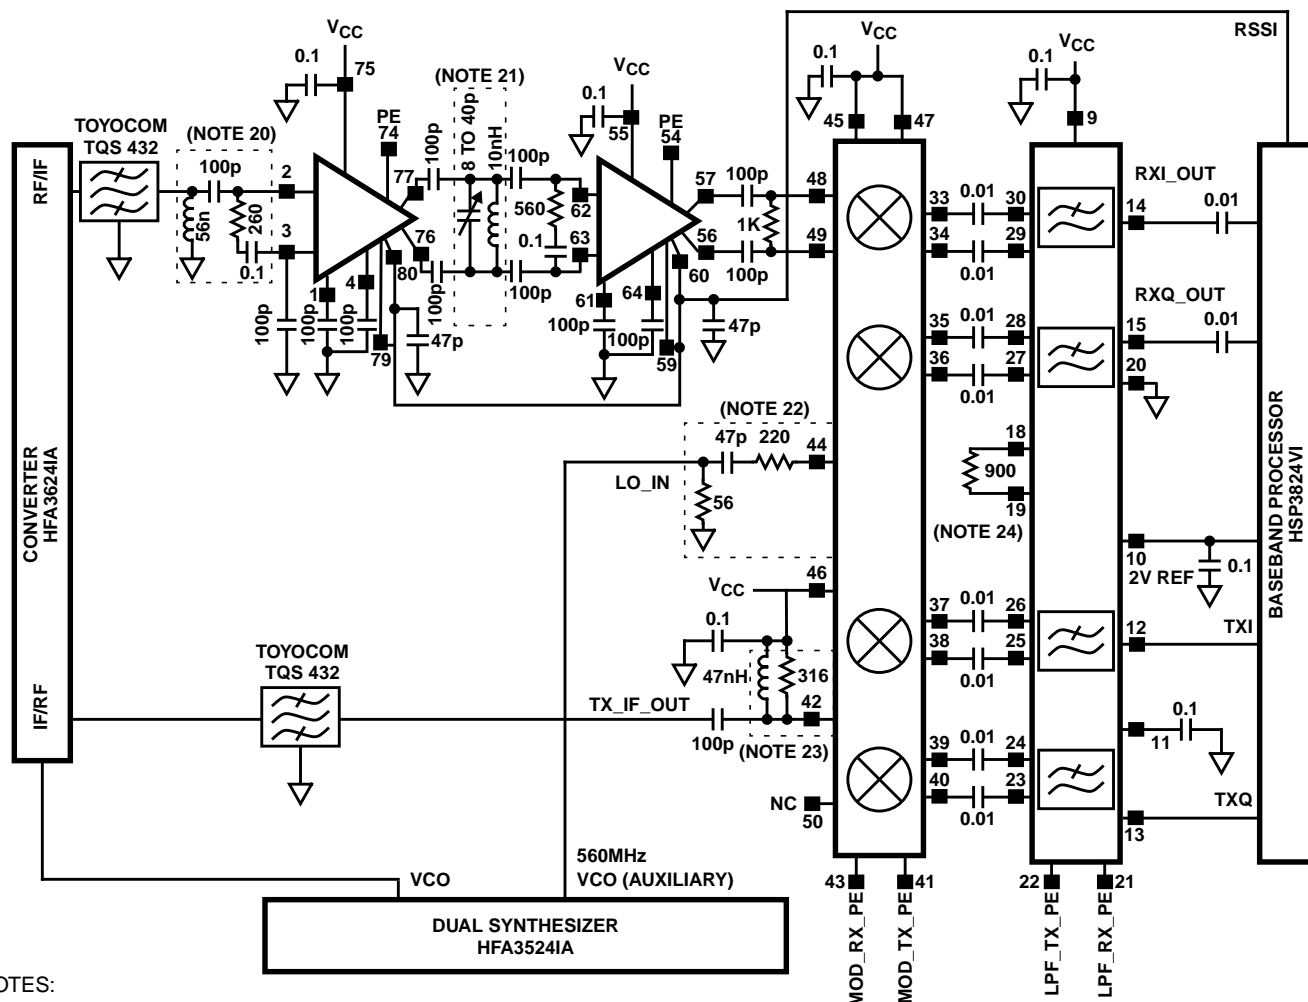 V_CC
0.1
75
V_CC
0.1
55
(NOTE 21)
8 TO 40p
10nH
PE
74
PE
54
RSSI
V_CC
0.1
45
47
V_CC
0.1
9
TOYOCOM
TQS 432
(NOTE 20)
RF/IF
100p
2
56n
260
3
0.1
77
100p
76
100p
80
1
4
100p
100p
100p
79
47p
100p
560
0.1
100p
62
63
57
56
60
100p
1K
100p
61
64
100p
100p
59
47p
48
49
33
0.01
30
34
0.01
29
RXI_OUT
14
0.01
35
0.01
28
36
0.01
27
RXQ_OUT
15
0.01
20
CONVERTER
HFA3624IA
BASEBAND PROCESSOR
HSP3824VI
(NOTE 22)
47p
220
44
LO_IN
56
18
900
19
(NOTE 24)
10
2V REF
0.1
V_CC
46
0.1
47nH
316
42
TX_IF_OUT
100p
(NOTE 23)
37
0.01
26
38
0.01
25
12
TXI
11
0.1
39
0.01
24
40
0.01
23
13
TXQ
NC
50
TOYOCOM
TQS 432
IF/RF
VCO
560MHz
VCO (AUXILIARY)
DUAL SYNTHESIZER
HFA3524IA
43
41
MOD_RX_PE
MOD_TX_PE
22
21
LPF_TX_PE
LPF_RX_PE
OTES: